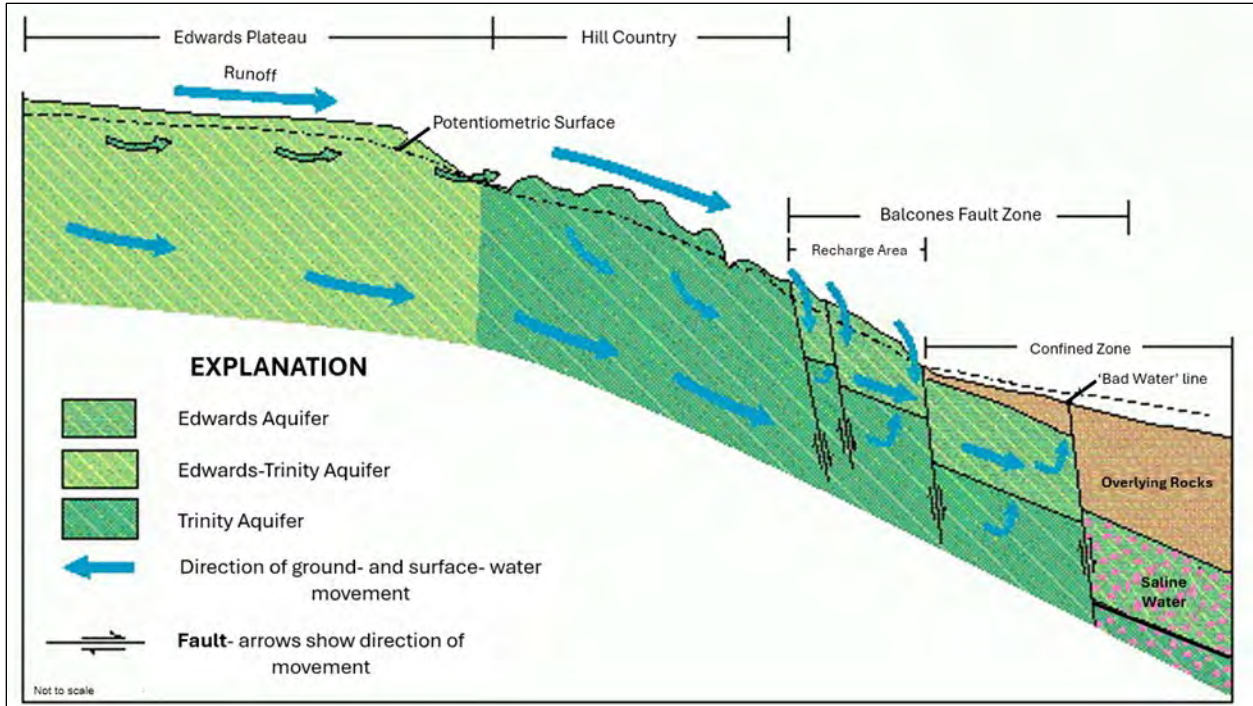 Edwards Plateau
Hill Country
Runoff
Potentiometric Surface
Balcones Fault Zone
Recharge Area
Confined Zone
'Bad Water' line
EXPLANATION
Edwards Aquifer
Edwards-Trinity Aquifer
Trinity Aquifer
Direction of ground- and surface- water
movement
Fault- arrows show direction of
movement
Overlying Rocks
Saline
Water
Not to scale